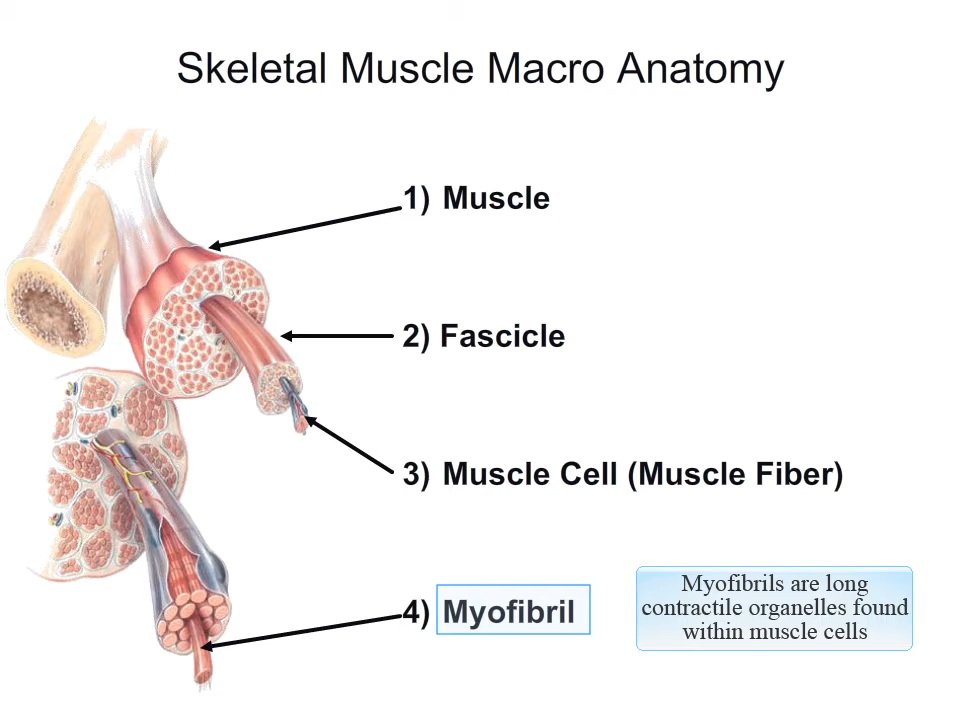 Skeletal Muscle Macro Anatomy
1) Muscle
2) Fascicle
3) Muscle Cell (Muscle Fiber)
4) Myofibril
Myofibrils are long
contractile organelles found
within muscle cells